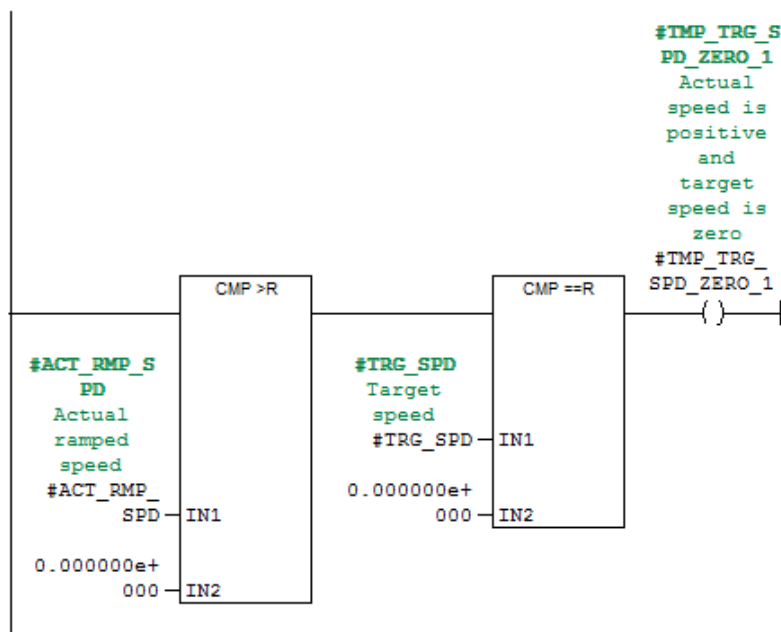 #TMP_TRG_S
PD_ZERO_1
Actual
speed is
positive
and
target
speed is
zero
#TMP_TRG_
SPD_ZERO_1
CMP >R
CMP ==R
( )
#ACT_RMP_S
PD
Actual
ramped
speed
#ACT_RMP_
SPD
IN1
0.000000e+
000
IN2
#TRG_SPD
Target
speed
#TRG_SPD
IN1
0.000000e+
000
IN2